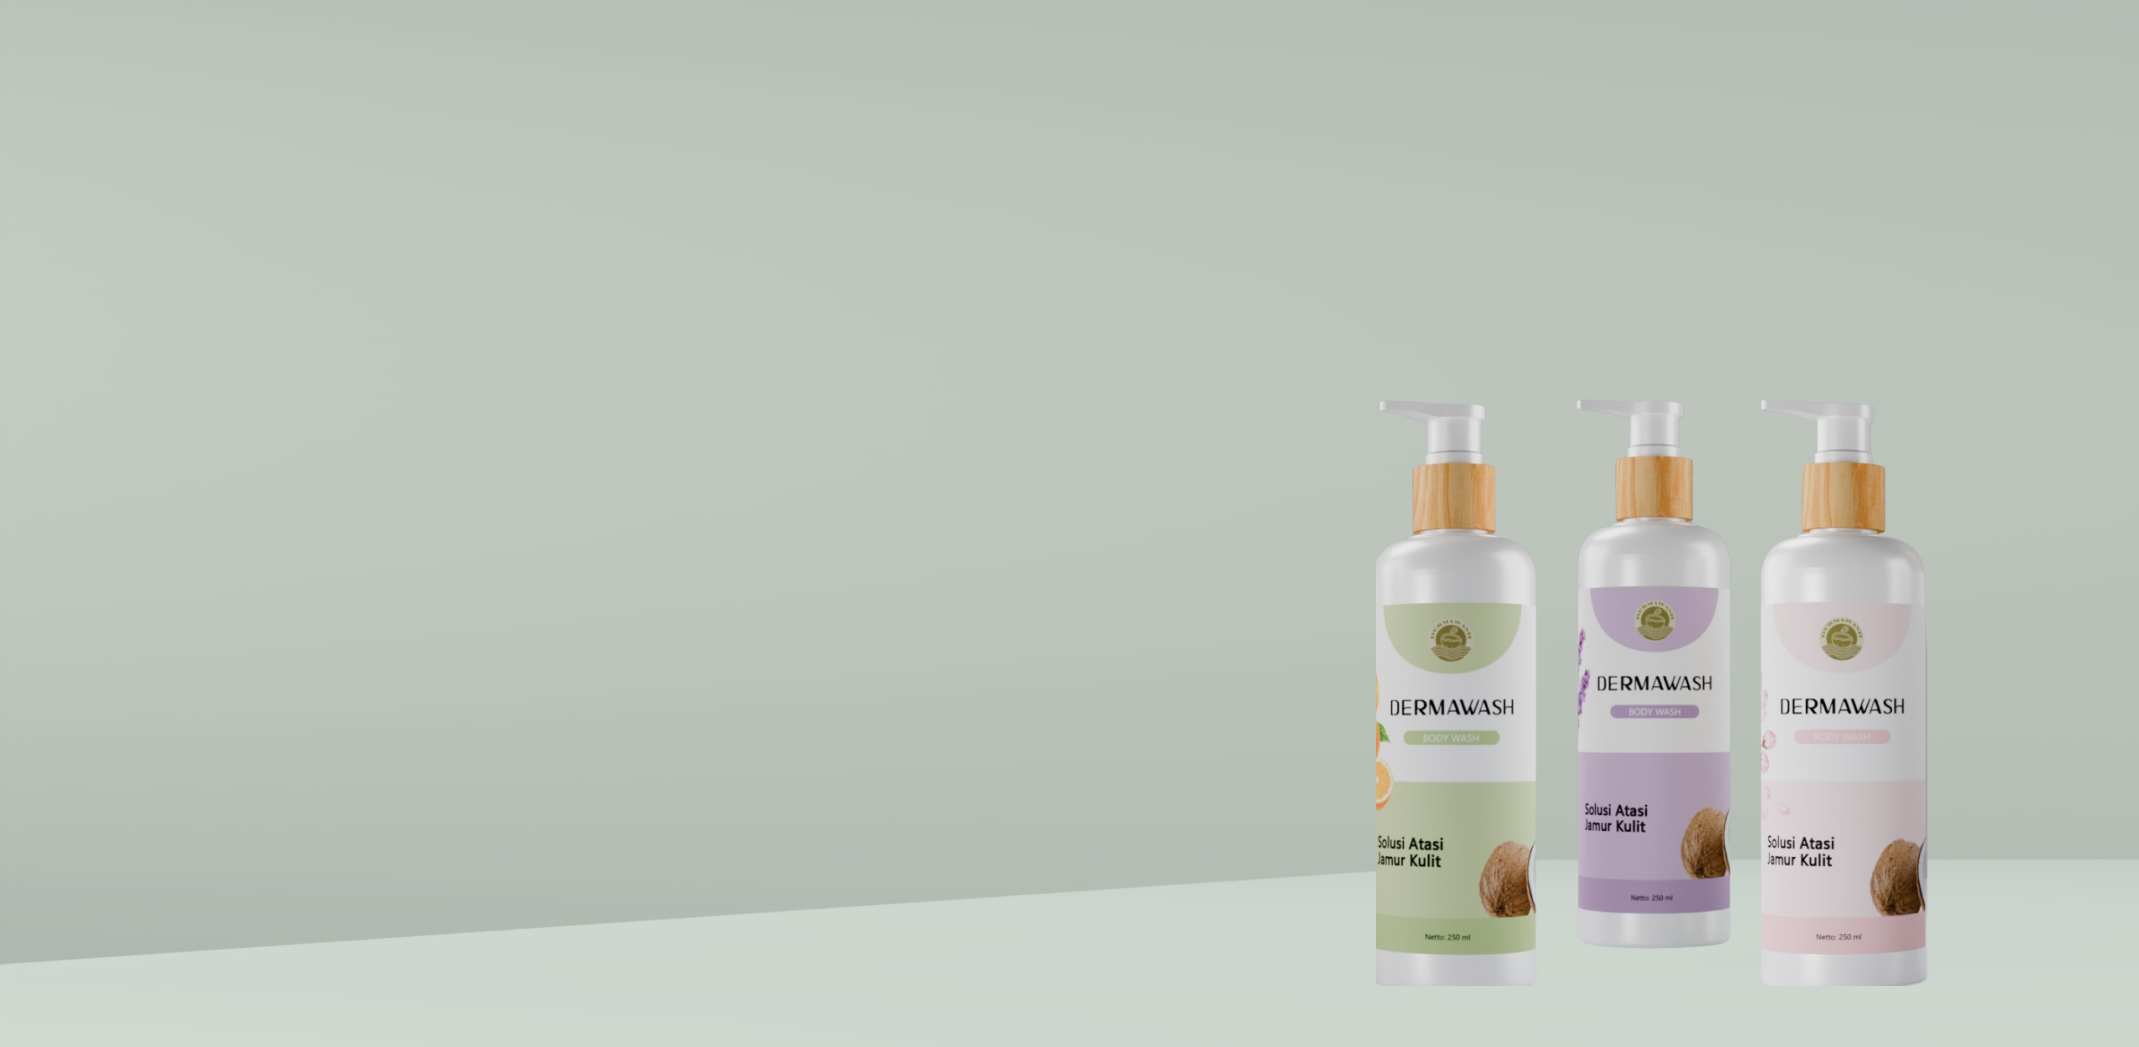 DERMAWASH
BODY WASH
Solusi Atasi
Jamur Kulit
Netto: 250 ml
DERMAWASH
BODY WASH
Solusi Atasi
Jamur Kulit
Netto: 250 ml
DERMAWASH
BODY WASH
Solusi Atasi
Jamur Kulit
Netto: 250 ml